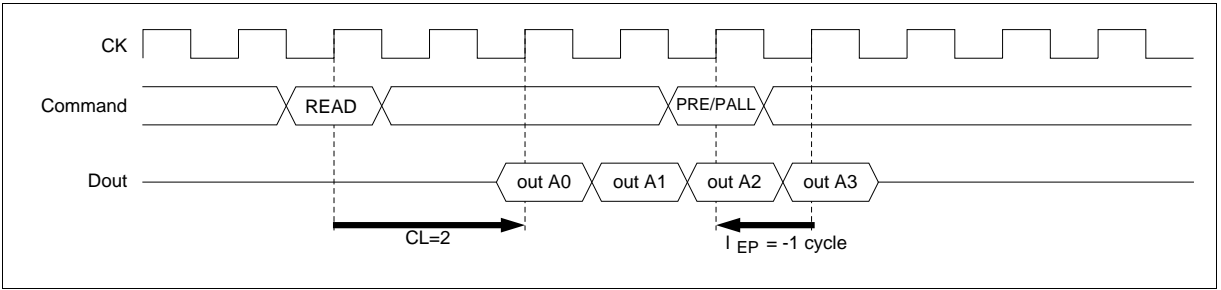 CK
Command READ PRE/PALL
Dout out A0 out A1 out A2 out A3
CL=2 l EP = -1 cycle